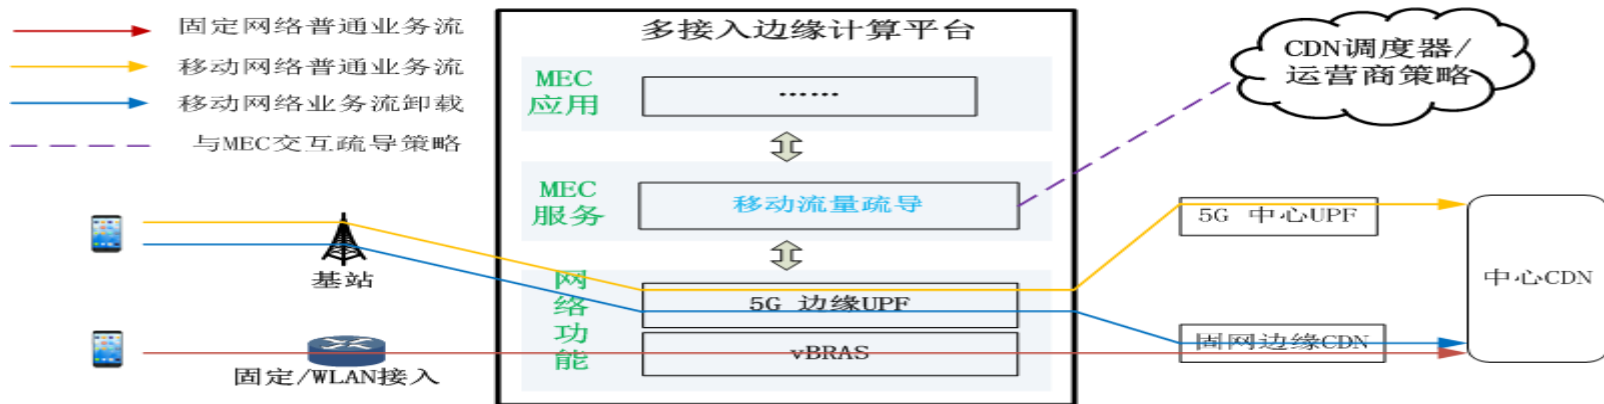 固定网络普通业务流
移动网络普通业务流
移动网络业务流卸载
与MEC交互疏导策略
多接入边缘计算平台
MEC
应用
……
MEC
服务
移动流量疏导
网
络
功
能
5G 边缘UPF
vBRAS
基站
固定/WLAN接入
CDN调度器/
运营商策略
5G 中心UPF
固网边缘CDN
中心CDN